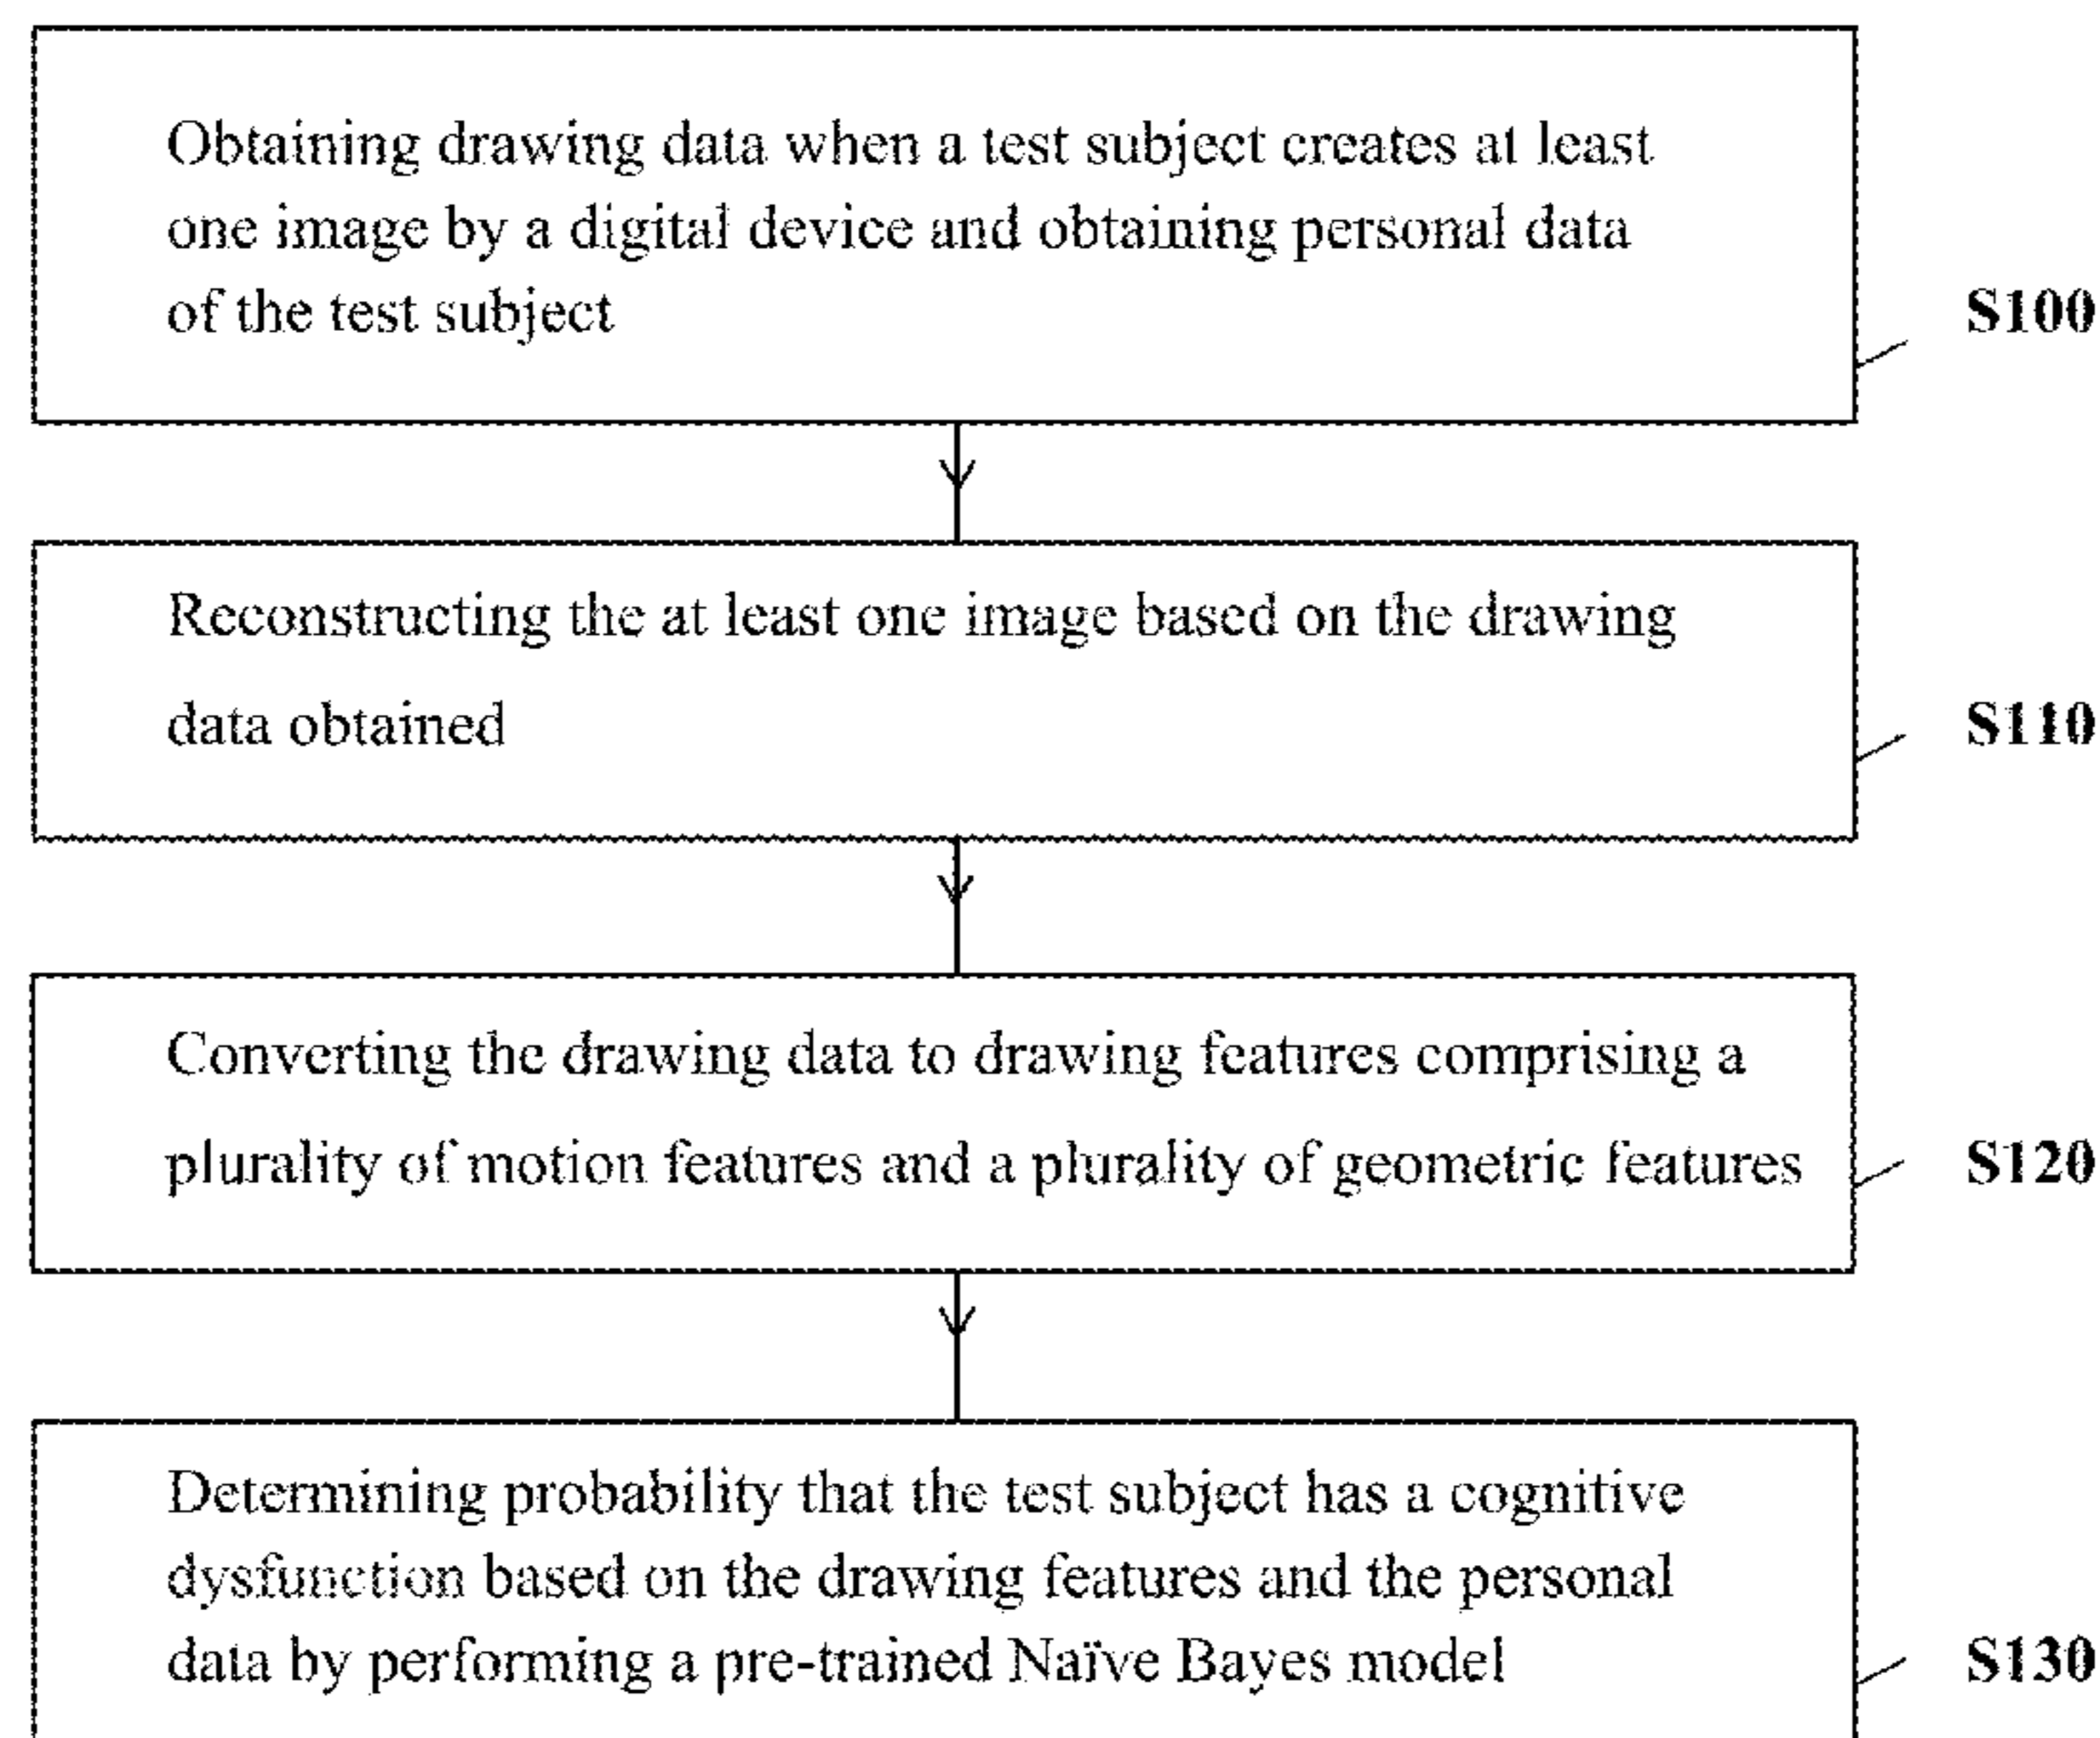 Obtaining drawing data when a test subject creates at least
one image by a digital device and obtaining personal data
of the test subject
S100
Reconstructing the at least one image based on the drawing
data obtained
S110
Converting the drawing data to drawing features comprising a
plurality of motion features and a plurality of geometric features
S120
Determining probability that the test subject has a cognitive
dysfunction based on the drawing features and the personal
data by performing a pre-trained Naïve Bayes model
S130